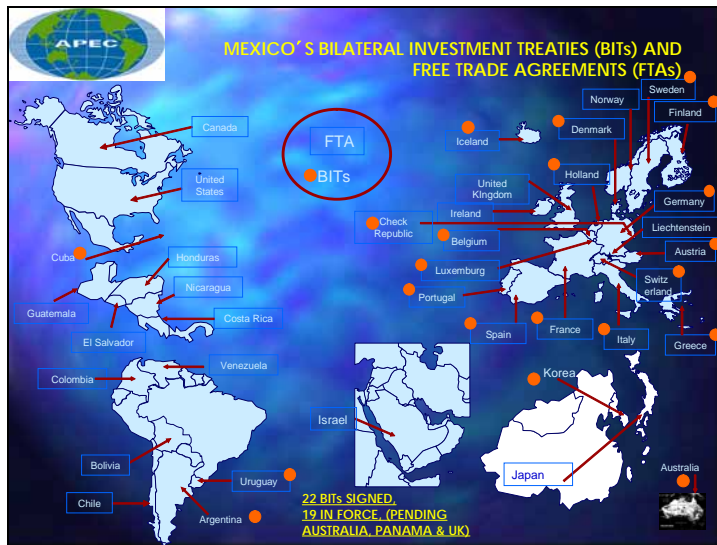 APEC
MEXICO´S BILATERAL INVESTMENT TREATIES (BITs) AND
FREE TRADE AGREEMENTS (FTAs)
Canada
United
States
Cuba
Honduras
Nicaragua
Guatemala
El Salvador
Costa Rica
FTA
BITs
Sweden
Norway
Finland
Iceland
Denmark
Holland
United
KIngdom
Germany
Ireland
Check
Republic
Liechtenstein
Belgium
Austria
Luxemburg
Switz
erland
Portugal
Spain
France
Italy
Greece
Venezuela
Colombia
Bolivia
Uruguay
Chile
Argentina
Israel
Korea
Japan
Australia
22 BITs SIGNED,
19 IN FORCE, (PENDING
AUSTRALIA, PANAMA & UK)